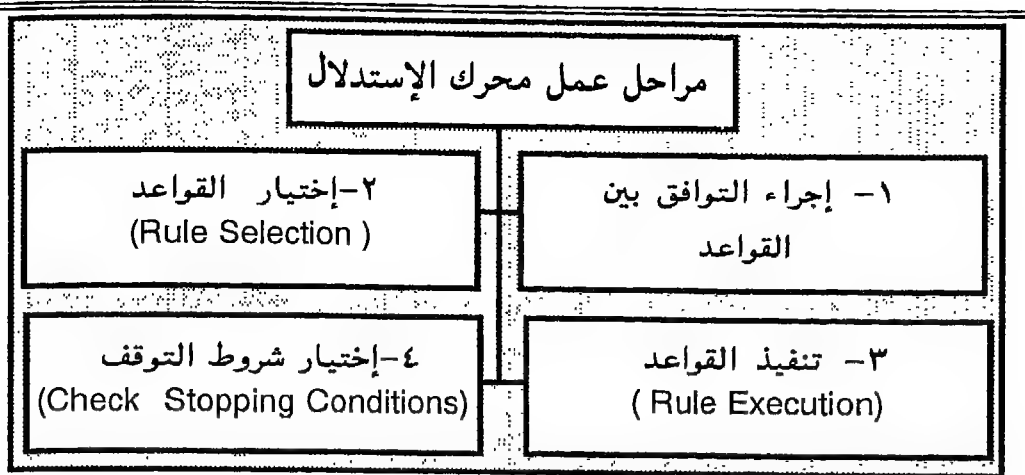 مراحل عمل محرك الإستدلال
١- إجراء التوافق بين
القواعد
٢-إختيار القواعد
(Rule Selection )
٣- تنفيذ القواعد
( Rule Execution)
٤-إختيار شروط التوقف
(Check Stopping Conditions)